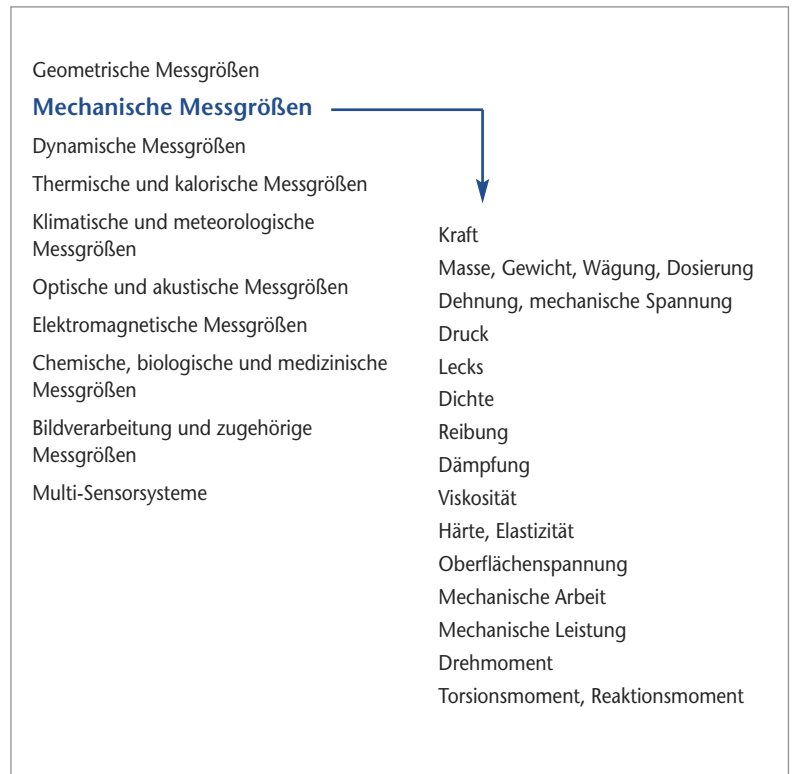 Geometrische Messgrößen
Mechanische Messgrößen
Dynamische Messgrößen
Thermische und kalorische Messgrößen
Klimatische und meteorologische
Messgrößen
Optische und akustische Messgrößen
Elektromagnetische Messgrößen
Chemische, biologische und medizinische
Messgrößen
Bildverarbeitung und zugehörige
Messgrößen
Multi-Sensorsysteme
Kraft
Masse, Gewicht, Wägung, Dosierung
Dehnung, mechanische Spannung
Druck
Lecks
Dichte
Reibung
Dämpfung
Viskosität
Härte, Elastizität
Oberflächenspannung
Mechanische Arbeit
Mechanische Leistung
Drehmoment
Torsionsmoment, Reaktionsmoment